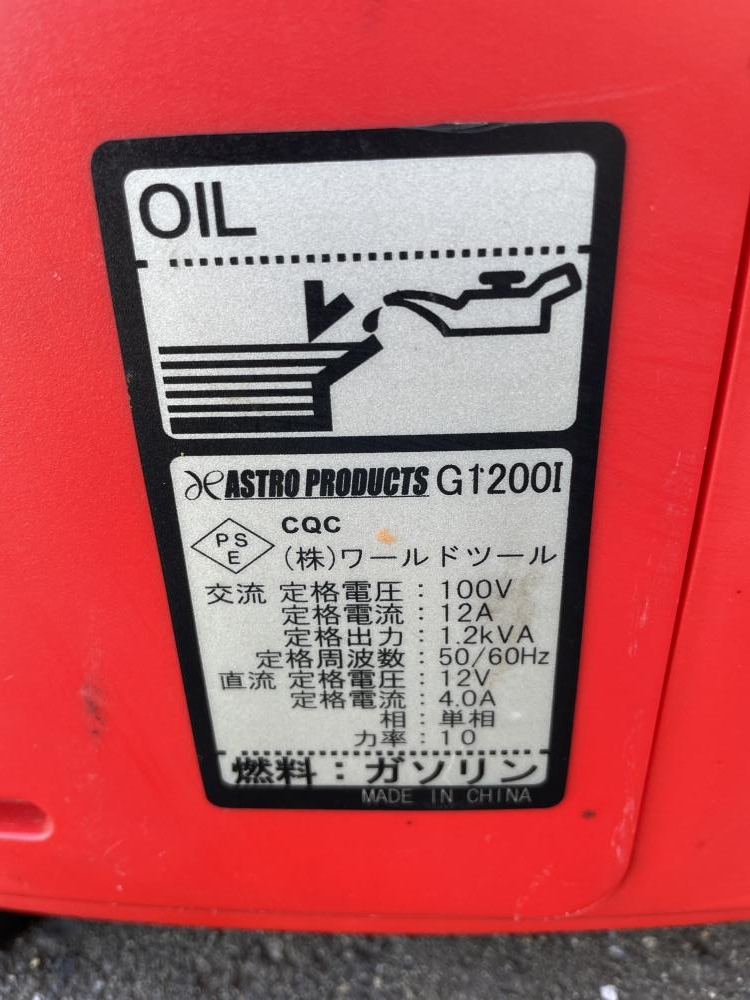 OIL
ASTRO PRODUCTS G1200I
PS
E
CQC
(株)ワールドツール
交流 定格電圧:100V
定格電流:12A
定格出力:1.2kVA
定格周波数:50/60Hz
直流 定格電圧:12V
定格電流:4.0A
相:単相
力率:10
燃料:ガソリン
MADE IN CHINA